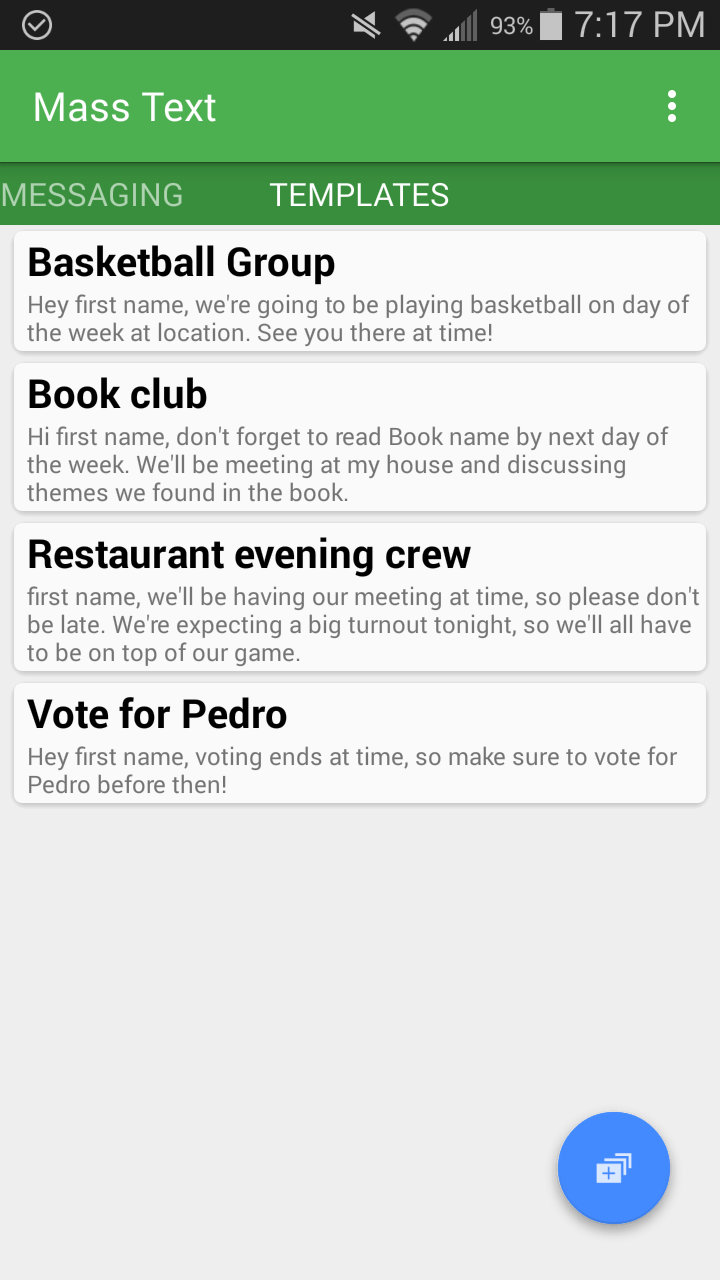 93% 7:17 PM
Mass Text
MESSAGING TEMPLATES
Basketball Group
Hey first name, we're going to be playing basketball on day of
the week at location. See you there at time!
Book club
Hi first name, don't forget to read Book name by next day of
the week. We'll be meeting at my house and discussing
themes we found in the book.
Restaurant evening crew
first name, we'll be having our meeting at time, so please don't
be late. We're expecting a big turnout tonight, so we'll all have
to be on top of our game.
Vote for Pedro
Hey first name, voting ends at time, so make sure to vote for
Pedro before then!